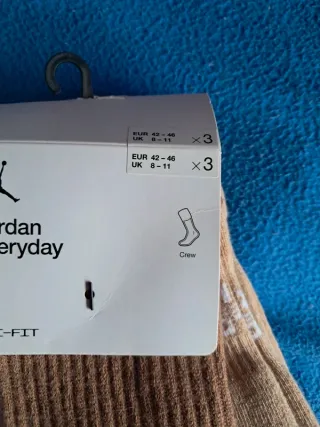 EUR 42 - 46
UK 8 - 11 ×3
EUR 42 - 46
UK 8 - 11 ×3
rdan
eryday
Crew
-FIT